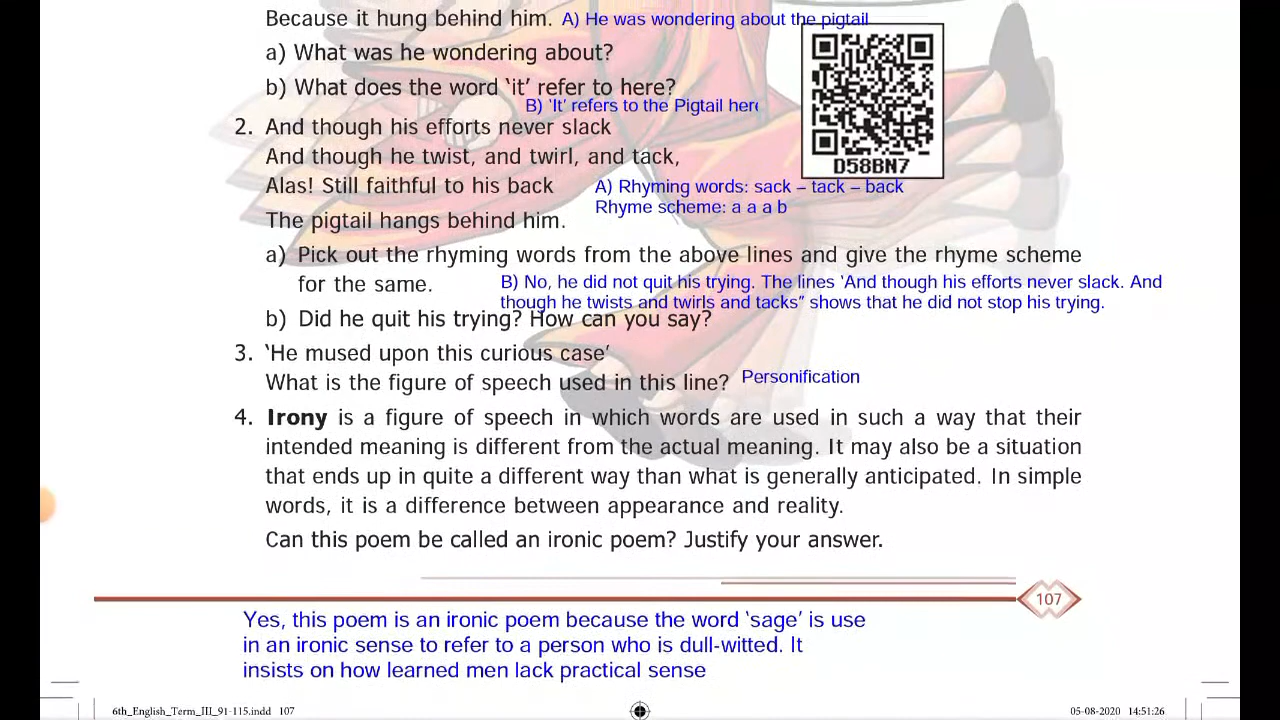 Because it hung behind him. A) He was wondering about the pigtail
a) What was he wondering about?
b) What does the word ‘it’ refer to here?
B) ‘It’ refers to the Pigtail here
2. And though his efforts never slack
And though he twist, and twirl, and tack,
D58BN7
Alas! Still faithful to his back A) Rhyming words: sack – tack – back
Rhyme scheme: a a a b
The pigtail hangs behind him.
a) Pick out the rhyming words from the above lines and give the rhyme scheme
for the same. B) No, he did not quit his trying. The lines ‘And though his efforts never slack. And
though he twists and twirls and tacks” shows that he did not stop his trying.
b) Did he quit his trying? How can you say?
3. ‘He mused upon this curious case’
What is the figure of speech used in this line? Personification
4. Irony is a figure of speech in which words are used in such a way that their
intended meaning is different from the actual meaning. It may also be a situation
that ends up in quite a different way than what is generally anticipated. In simple
words, it is a difference between appearance and reality.
Can this poem be called an ironic poem? Justify your answer.
107
Yes, this poem is an ironic poem because the word ‘sage’ is use
in an ironic sense to refer to a person who is dull-witted. It
insists on how learned men lack practical sense
6th_English_Term_III_91-115.indd 107 05-08-2020 14:51:26